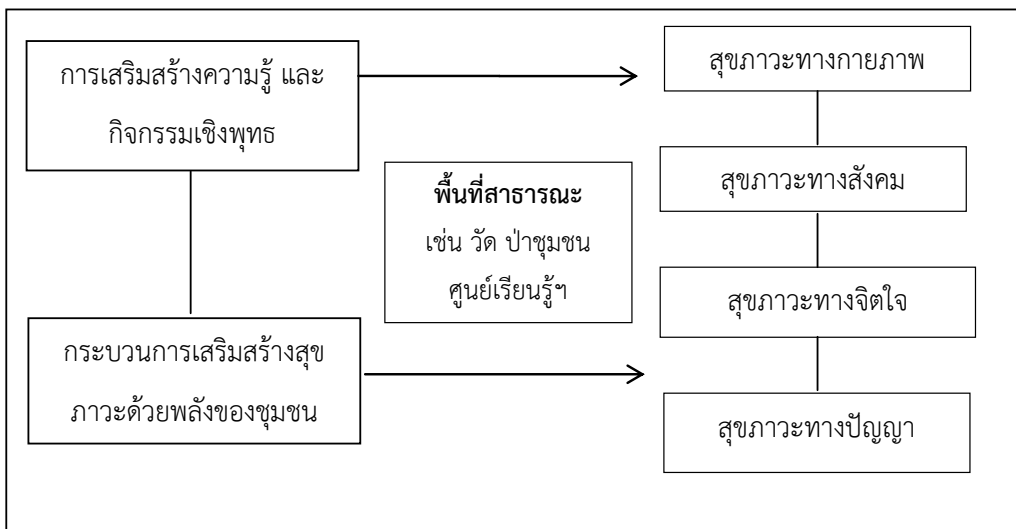 การเสริมสร้างความรู้ และ
กิจกรรมเชิงพุทธ
กระบวนการเสริมสร้างสุข
ภาวะด้วยพลังของชุมชน
พื้นที่สาธารณะ
เช่น วัด ป่าชุมชน
ศูนย์เรียนรู้ฯ
สุขภาวะทางกายภาพ
สุขภาวะทางสังคม
สุขภาวะทางจิตใจ
สุขภาวะทางปัญญา